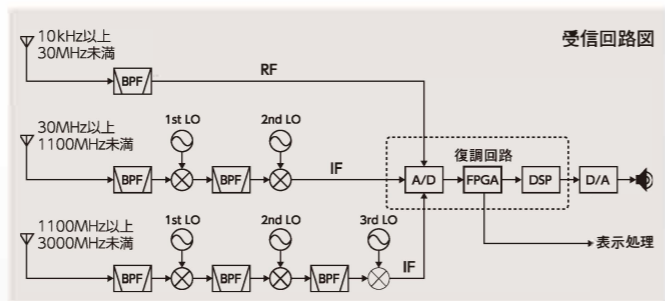 受信回路図
10kHz以上
30MHz未満
BPF
RF
30MHz以上
1100MHz未満
1st LO
2nd LO
BPF
BPF
IF
復調回路
A/D
FPGA
DSP
D/A
表示処理
1100MHz以上
3000MHz未満
1st LO
2nd LO
3rd LO
BPF
BPF
BPF
IF